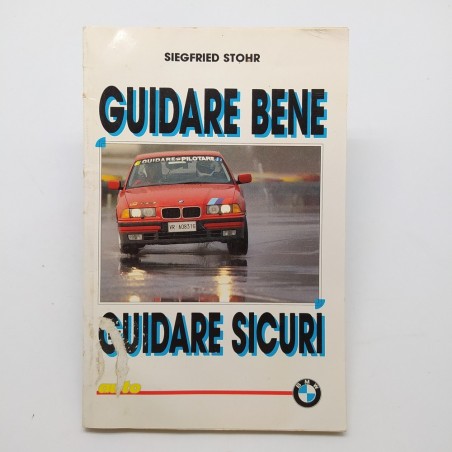 SIEGFRIED STOHR
GUIDARE BENE
GUIDARE PILOTARE
GUIDARE SICURI
auto
BMW